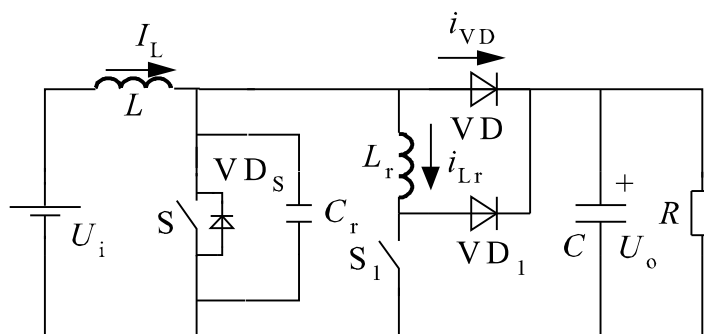 I_L
i_VD
L
VD
VD_S
L_r
i_Lr
S
C_r
U_i
S_1
VD_1
+
C
U_o
R